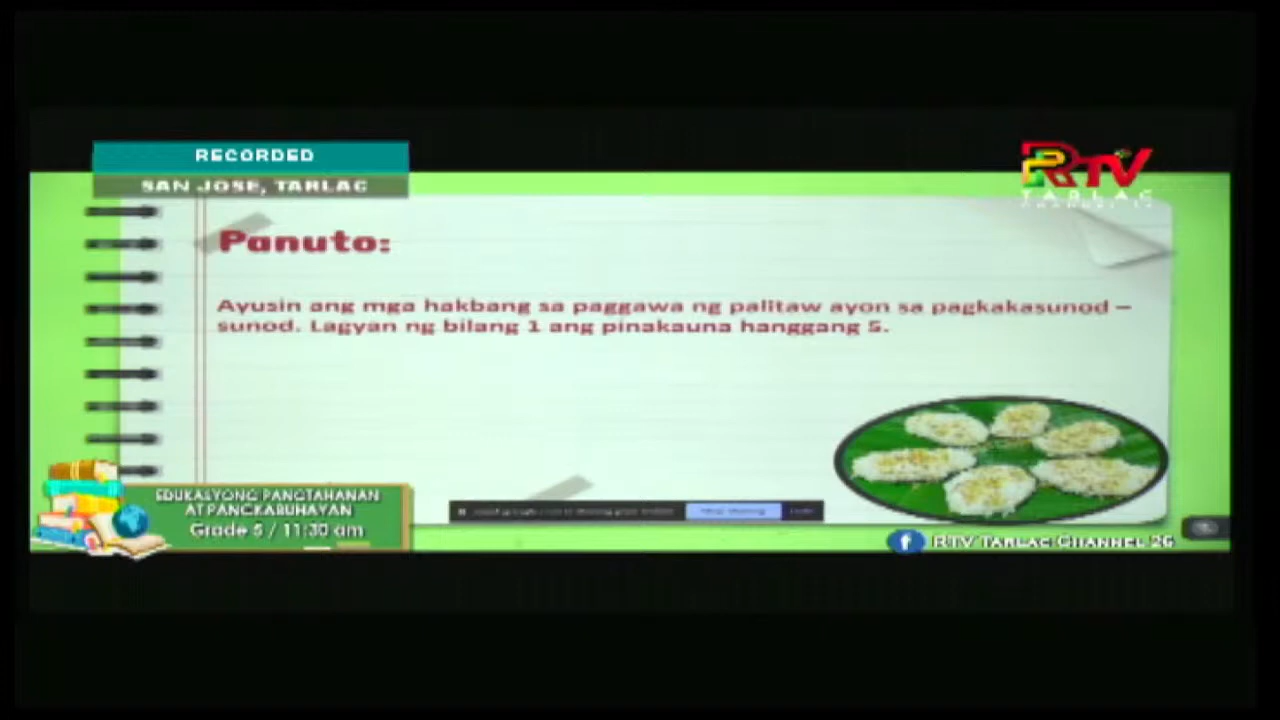 RECORDED
SAN JOSE, TARLAC
RTV
TARLAC
Panuto:
Ayusin ang mga hakbang sa paggawa ng palitaw ayon sa pagkakasunod –
sunod. Lagyan ng bilang 1 ang pinakauna hanggang 5.
EDUKASYONG PANGTAHANAN
AT PANGKABUHAYAN
Grade 5 / 11:30 am
RTV TARLAC CHANNEL 26